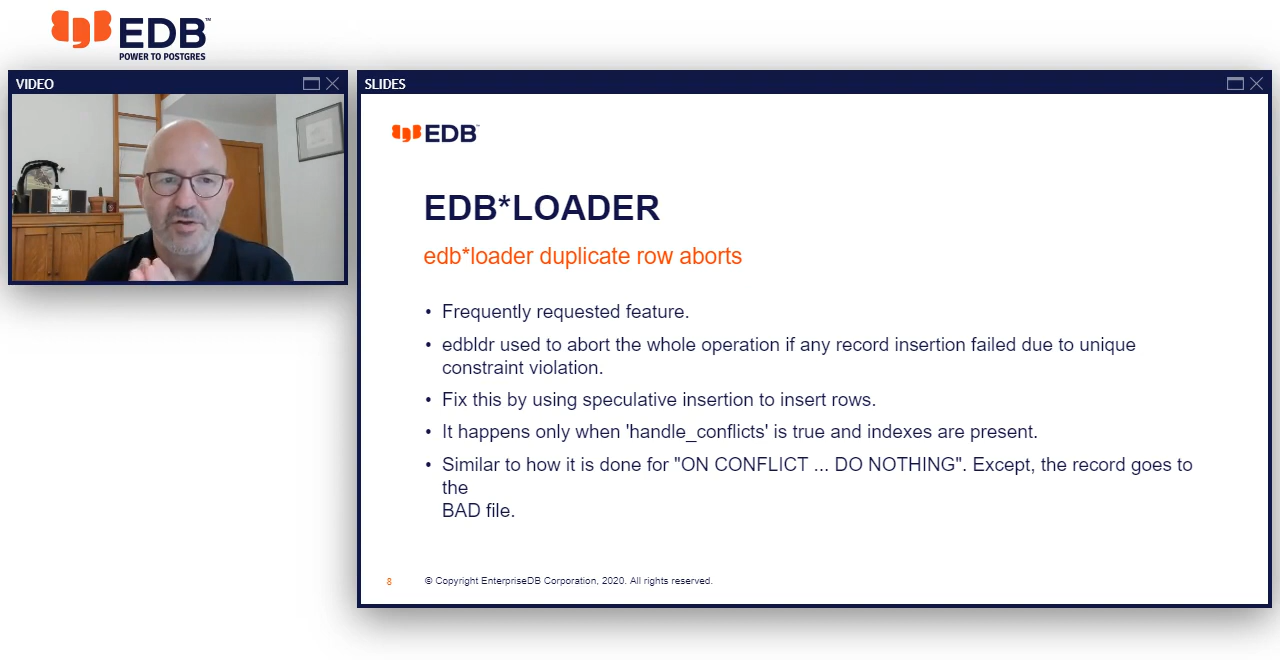 EDB™
POWER TO POSTGRES
VIDEO
SLIDES
EDB™
EDB*LOADER
edb*loader duplicate row aborts
• Frequently requested feature.
• edbldr used to abort the whole operation if any record insertion failed due to unique
constraint violation.
• Fix this by using speculative insertion to insert rows.
• It happens only when 'handle_conflicts' is true and indexes are present.
• Similar to how it is done for "ON CONFLICT ... DO NOTHING". Except, the record goes to
the
BAD file.
8
© Copyright EnterpriseDB Corporation, 2020. All rights reserved.